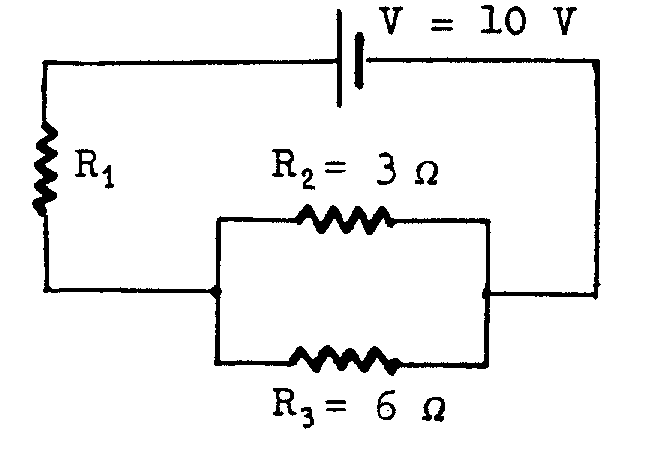 V = 10 V
R₁
R₂ = 3 Ω
R₃ = 6 Ω